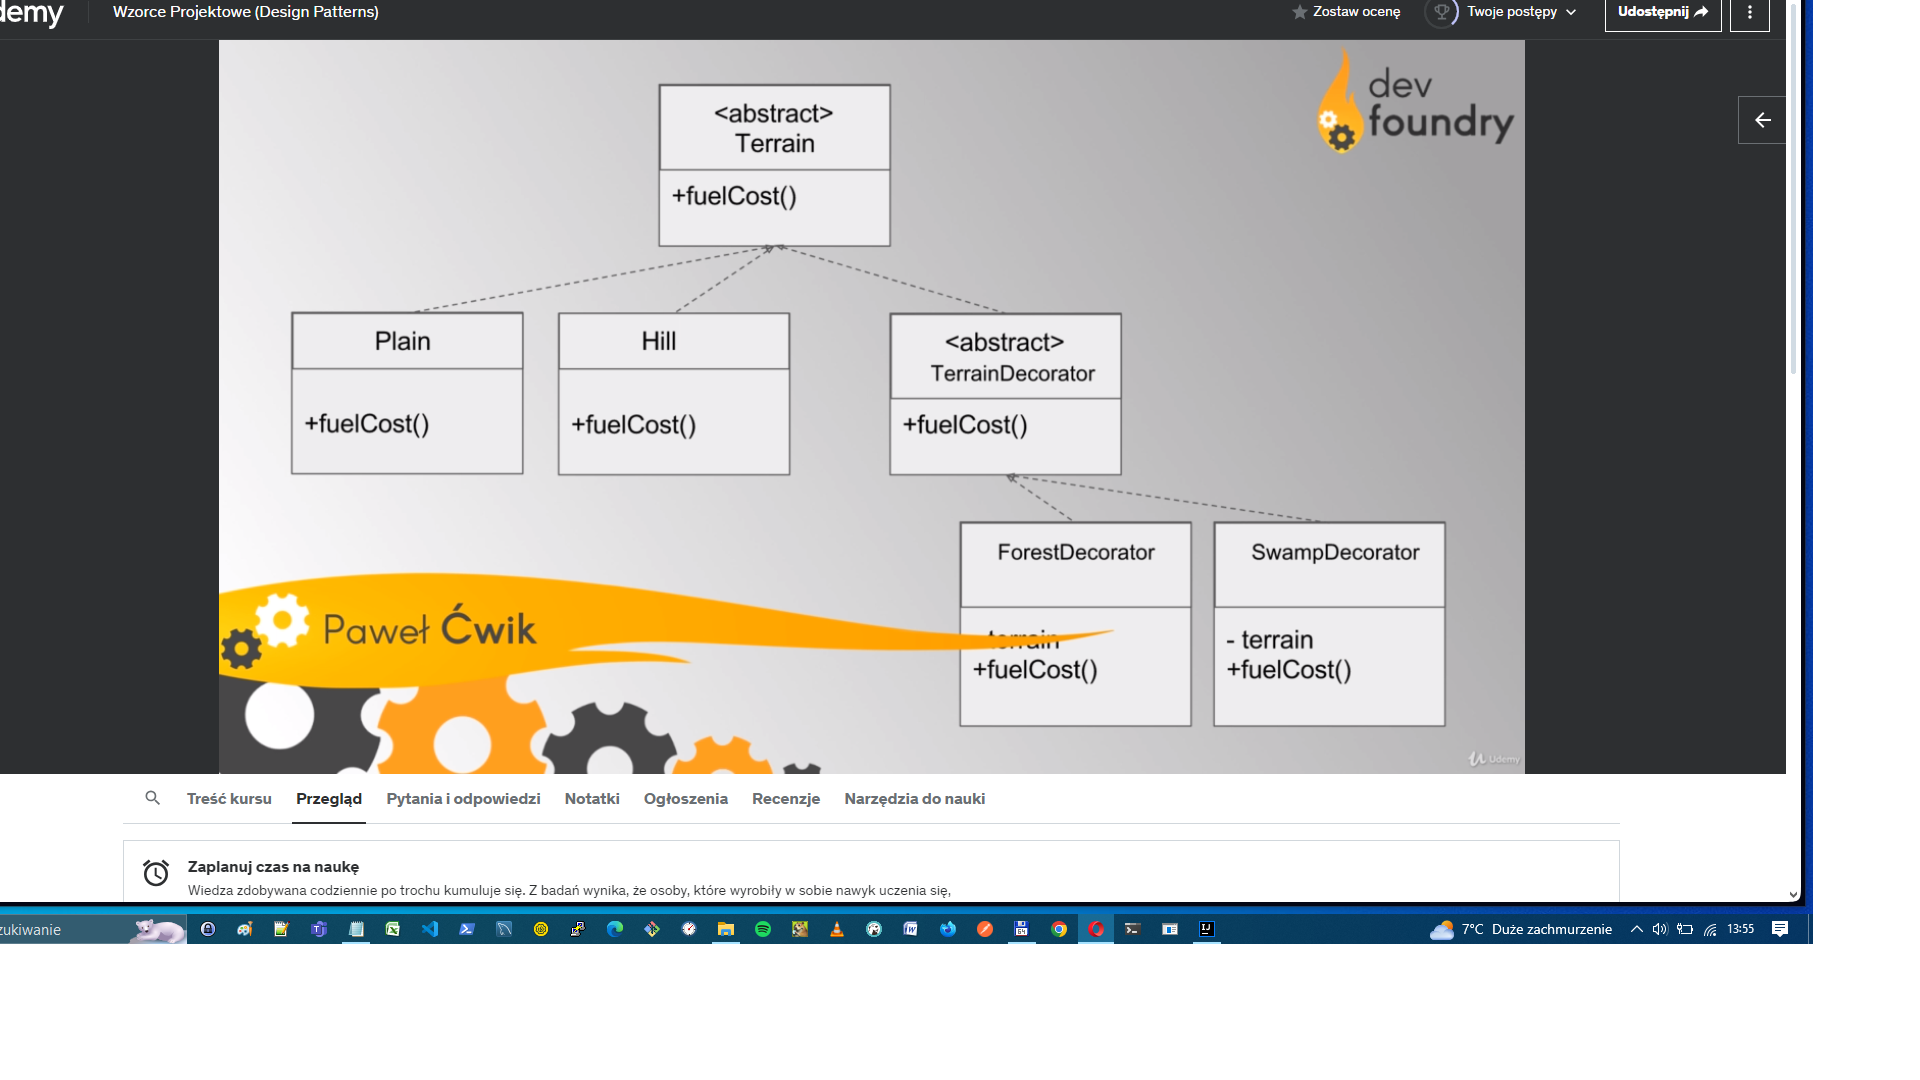 demy
Wzorce Projektowe (Design Patterns)
Zostaw ocenę
Twoje postępy
Udostępnij
dev
foundry
<abstract>
Terrain
+fuelCost()
Plain
+fuelCost()
Hill
+fuelCost()
<abstract>
TerrainDecorator
+fuelCost()
ForestDecorator
- terrain
+fuelCost()
SwampDecorator
- terrain
+fuelCost()
Paweł Ćwik
Udemy
Treść kursu
Przegląd
Pytania i odpowiedzi
Notatki
Ogłoszenia
Recenzje
Narzędzia do nauki
Zaplanuj czas na naukę
Wiedza zdobywana codziennie po trochu kumuluje się. Z badań wynika, że osoby, które wyrobiły w sobie nawyk uczenia się,
zukiwanie
7°C Duże zachmurzenie
13:55